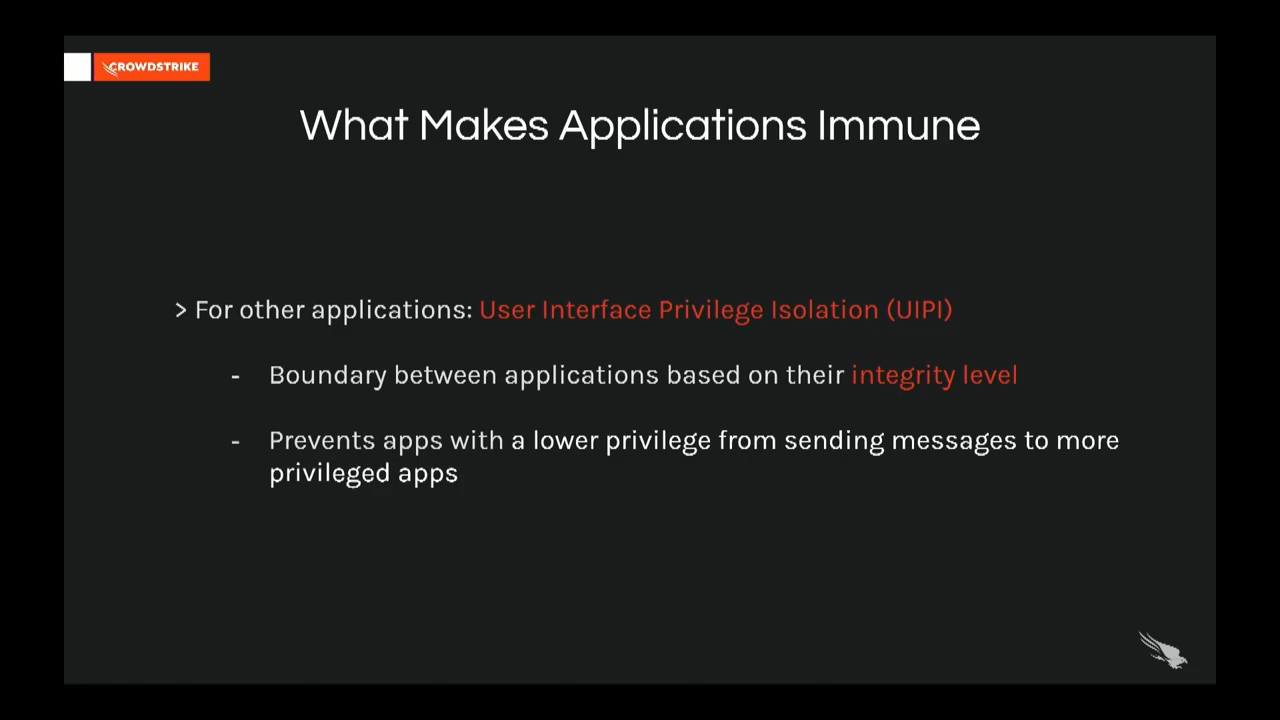 CROWDSTRIKE
What Makes Applications Immune
> For other applications: User Interface Privilege Isolation (UIPI)
- Boundary between applications based on their integrity level
- Prevents apps with a lower privilege from sending messages to more
privileged apps